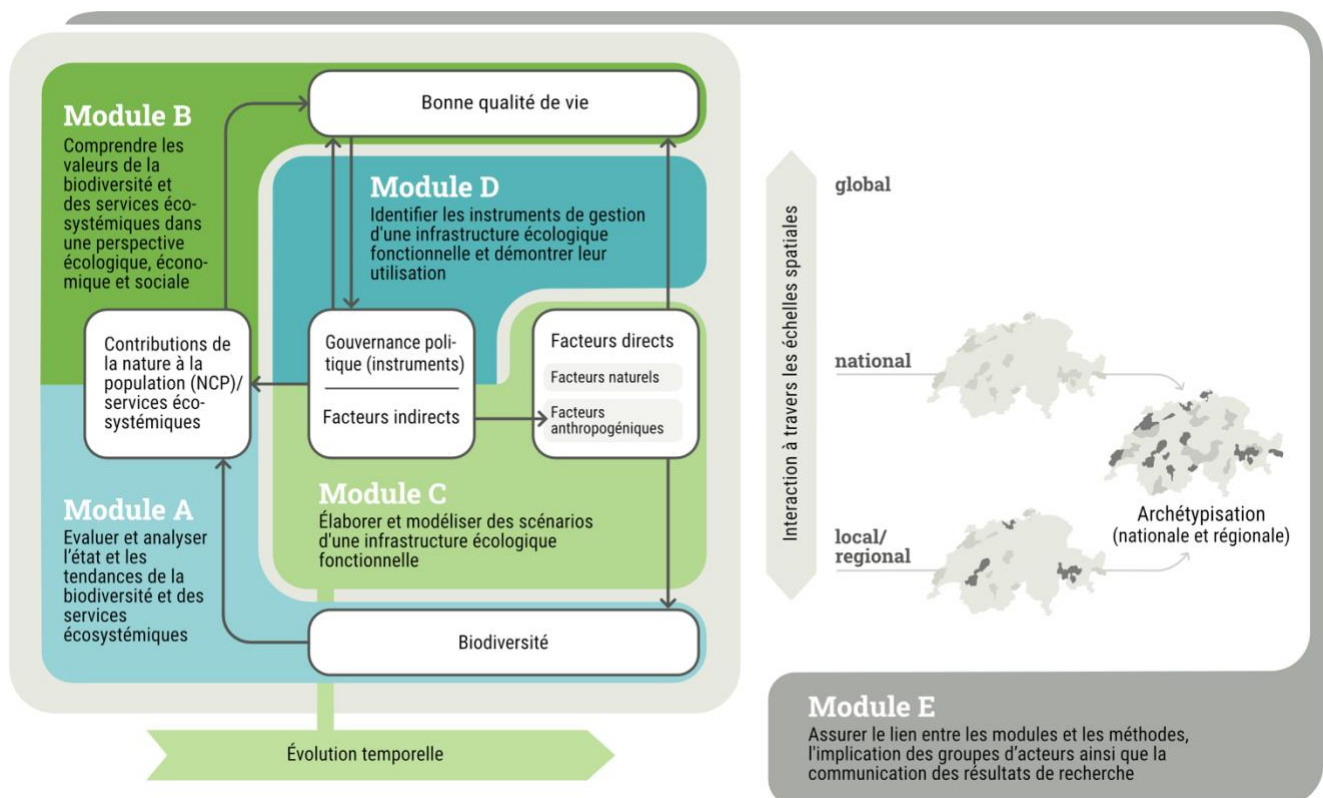 Module B
Comprendre les
valeurs de la
biodiversité et
des services éco-
systémiques dans
une perspective
écologique, écono-
mique et sociale
Bonne qualité de vie
Module D
Identifier les instruments de gestion
d'une infrastructure écologique
fonctionnelle et démontrer leur
utilisation
Contributions de
la nature à la
population (NCP)/
services éco-
systémiques
Gouvernance poli-
tique (instruments)
Facteurs indirects
Facteurs directs
Facteurs naturels
Facteurs
anthropogéniques
Module A
Evaluer et analyser
l'état et les
tendances de la
biodiversité et des
services
écosystémiques
Module C
Élaborer et modéliser des scénarios
d'une infrastructure écologique
fonctionnelle
Biodiversité
Évolution temporelle
Interaction à travers les échelles spatiales
global
national
local/
regional
Archétypisation
(nationale et régionale)
Module E
Assurer le lien entre les modules et les méthodes,
l'implication des groupes d'acteurs ainsi que la
communication des résultats de recherche